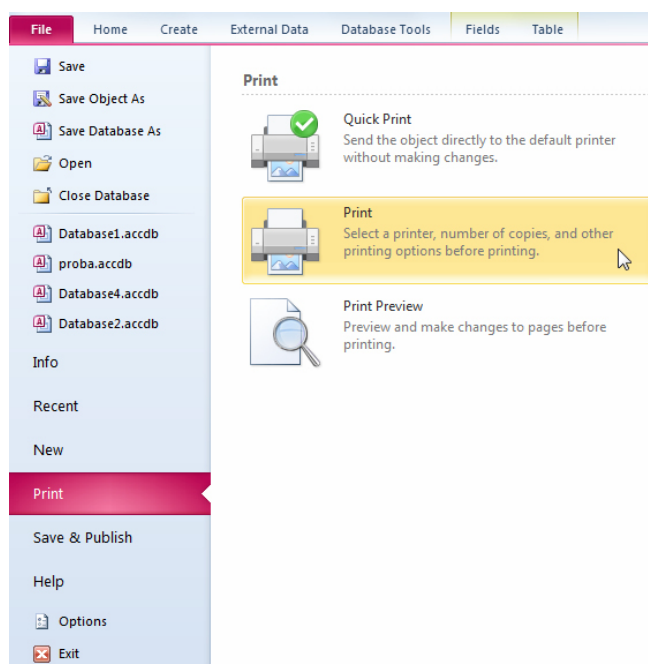 File Home Create External Data Database Tools Fields Table
Save
Save Object As
Save Database As
Open
Close Database
Database1.accdb
proba.accdb
Database4.accdb
Database2.accdb
Info
Recent
New
Print
Save & Publish
Help
Options
Exit
Print
Quick Print
Send the object directly to the default printer
without making changes.
Print
Select a printer, number of copies, and other
printing options before printing.
Print Preview
Preview and make changes to pages before
printing.